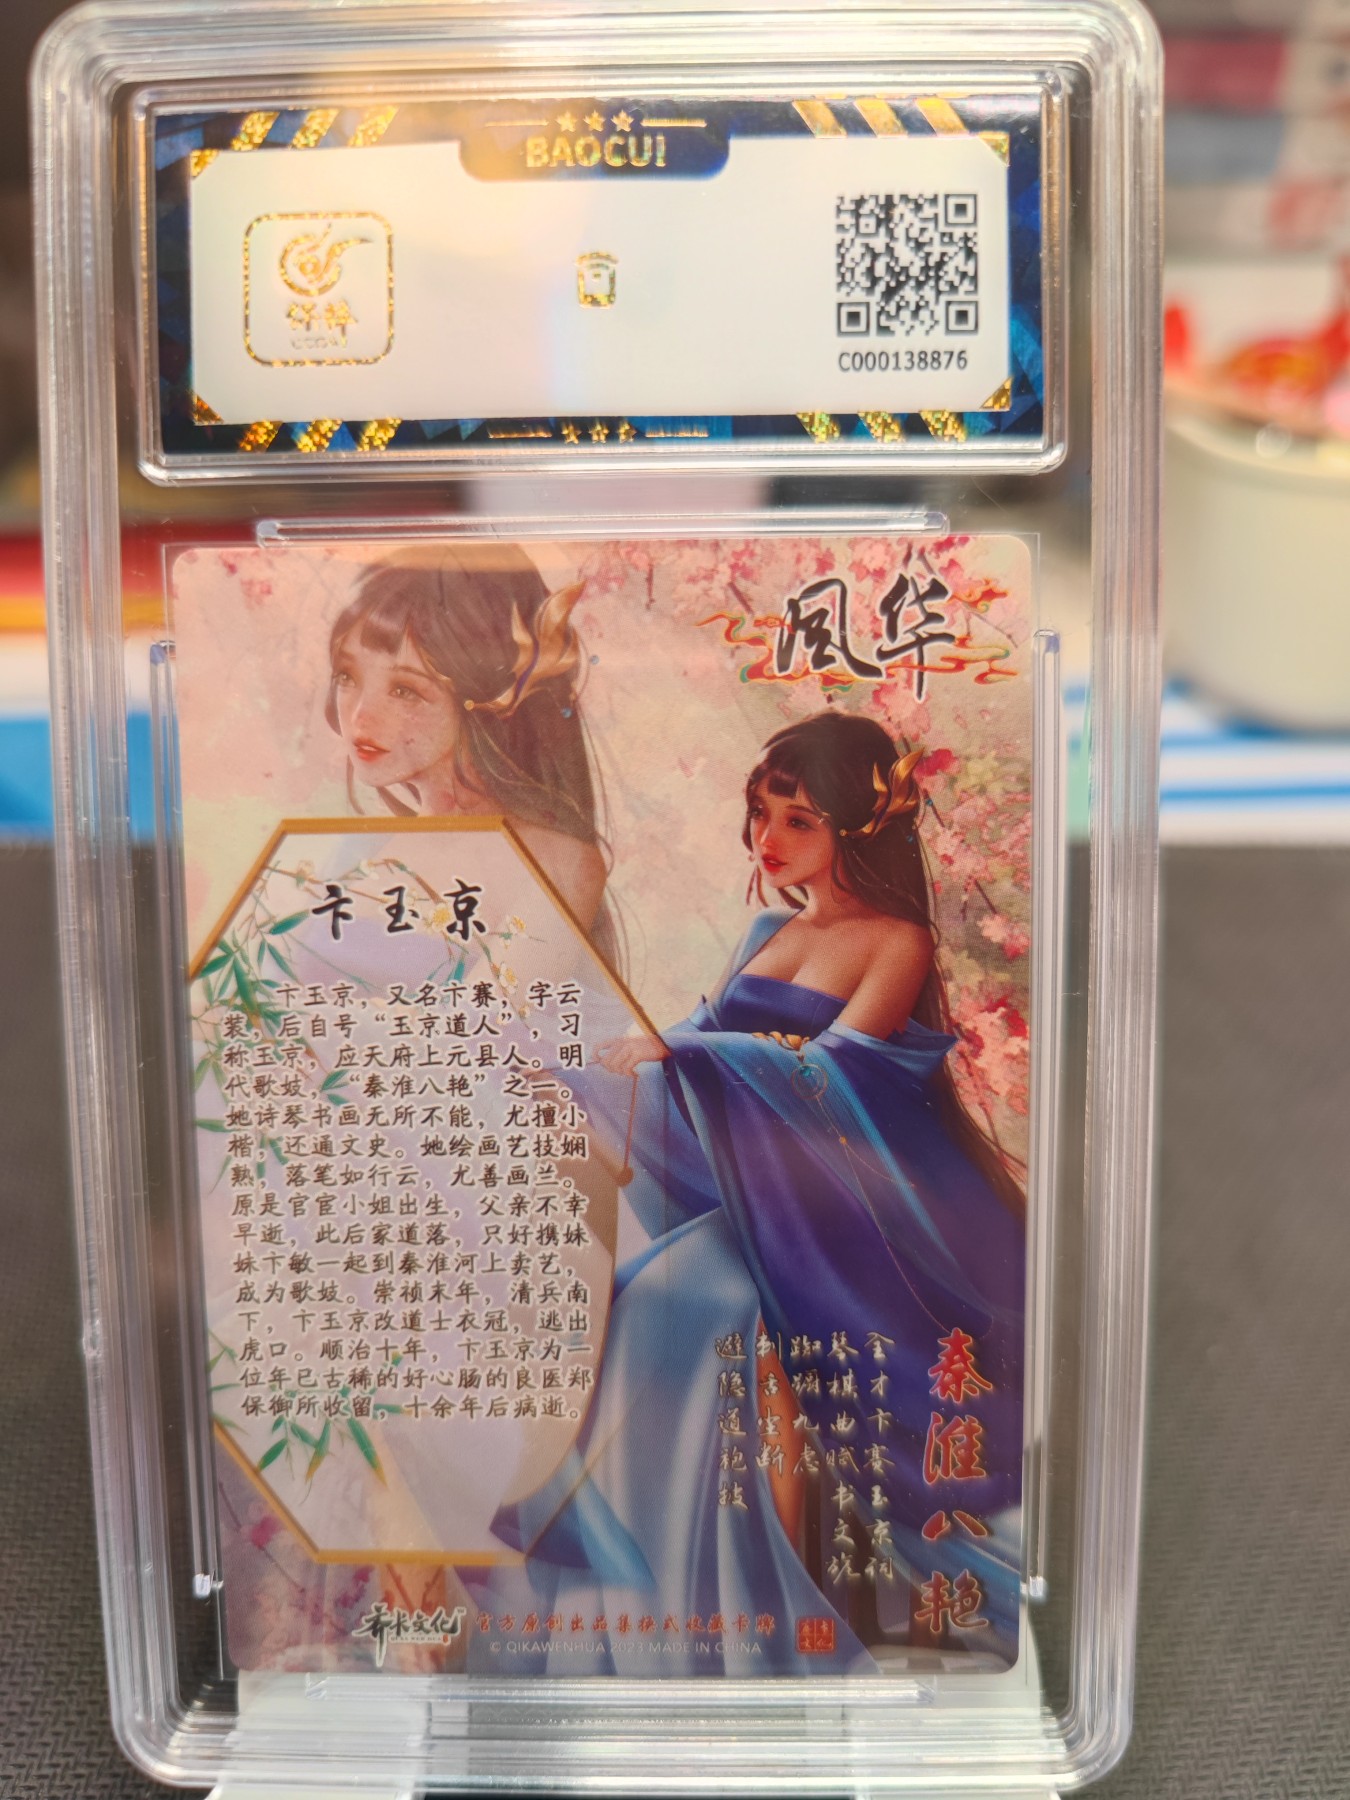 BAOCUI
C000138876
风华
卞玉京
卞玉京，又名卞赛，字云
装，后自号“玉京道人”，习
称玉京，应天府上元县人。明
代歌妓，“秦淮八艳”之一。
她诗琴书画无所不能，尤擅小
楷，还通文史。她绘画艺技娴
熟，落笔如行云，尤善画兰。
原是官宦小姐出生，父亲不幸
早逝，此后家道落，只好携妹
妹卞敏一起到秦淮河上卖艺，
成为歌妓。崇祯末年，清兵南
下，卞玉京改道士衣冠，逃出
虎口。顺治十年，卞玉京为一
位年已古稀的好心肠的良医郑
保御所收留，十余年后病逝。
秦淮八艳
全才卞赛玉京词
琴棋曲赋书文旎
踟蹰九虑
刺舌尘断
避隐道袍技
齐卡文化
官方原创出品集换式收藏卡牌
© QIKAWENHUA 2023 MADE IN CHINA